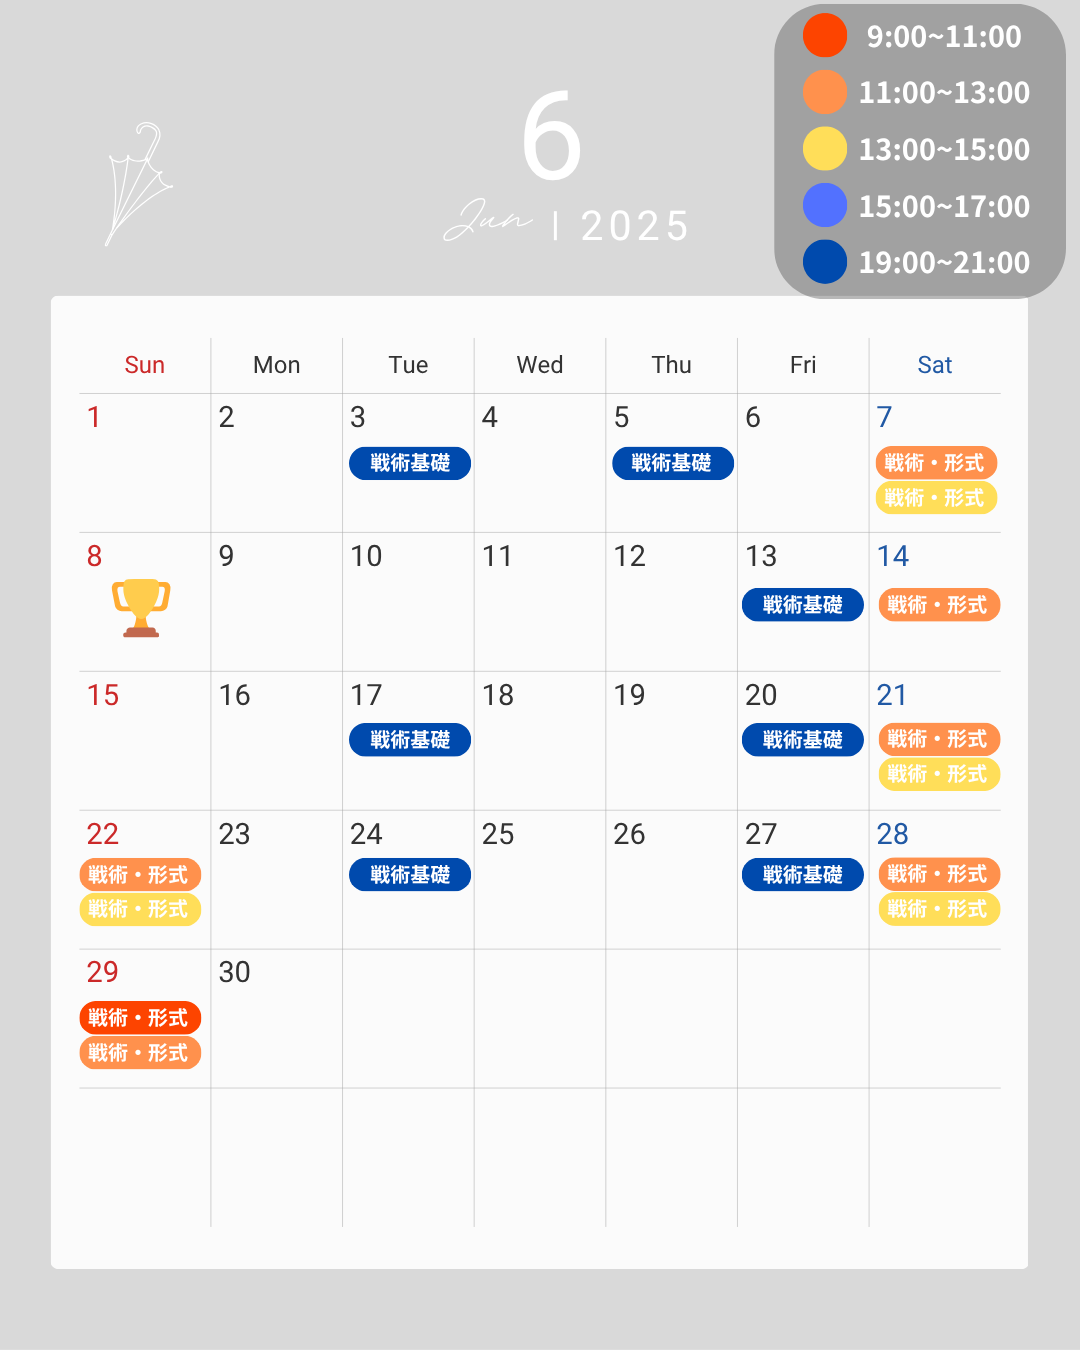 9:00~11:00
11:00~13:00
13:00~15:00
15:00~17:00
19:00~21:00
6
Jun | 2025
Sun Mon Tue Wed Thu Fri Sat
1 2 3 4 5 6 7
戦術基礎 戦術基礎 戦術・形式
戦術・形式
8 9 10 11 12 13 14
戦術基礎 戦術・形式
15 16 17 18 19 20 21
戦術基礎 戦術基礎 戦術・形式
戦術・形式
22 23 24 25 26 27 28
戦術・形式 戦術基礎 戦術基礎 戦術・形式
戦術・形式 戦術・形式
29 30
戦術・形式
戦術・形式